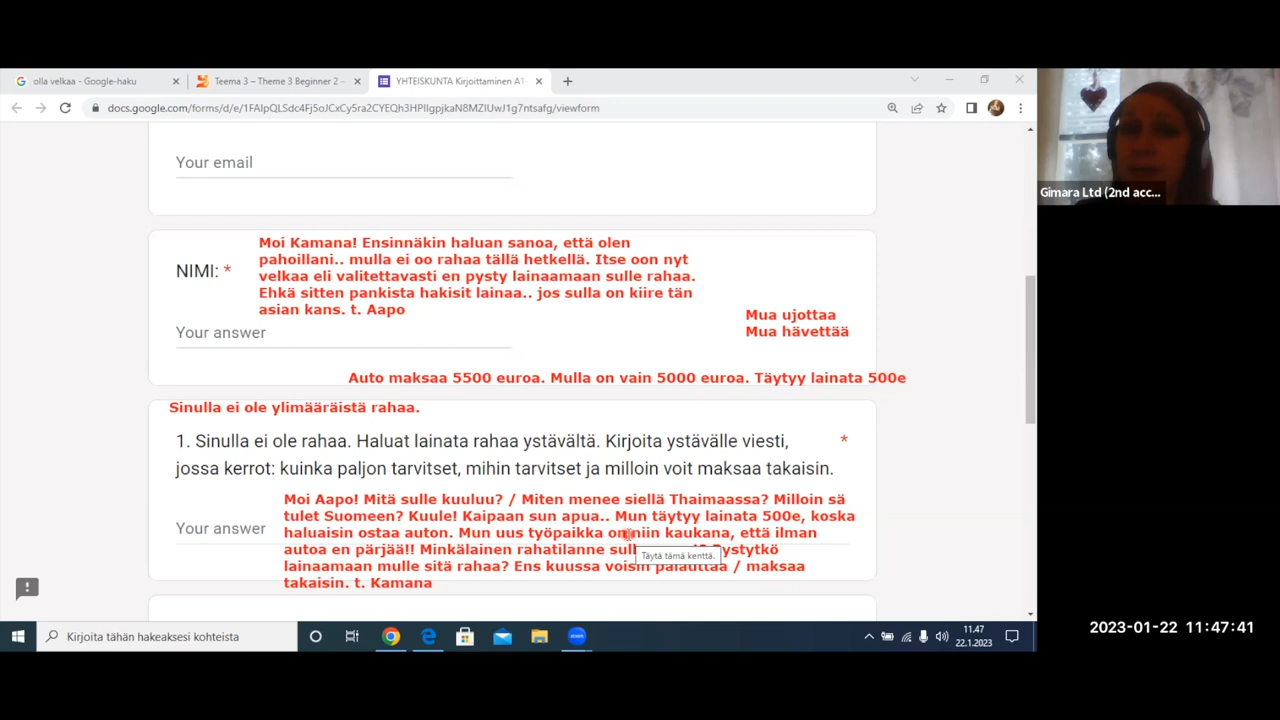 olla velkaa - Google-haku
Teema 3 – Theme 3 Beginner 2 –
YHTEISKUNTA Kirjoittaminen A1-
docs.google.com/forms/d/e/1FAIpQLSdc4Fj5oJCxCy5ra2CYEQh3HPIIgpjkaN8MZIUwJ1g7ntsafg/viewform
Your email
Moi Kamana! Ensinnäkin haluan sanoa, että olen
pahoillani.. mulla ei oo rahaa tällä hetkellä. Itse oon nyt
NIMI: *
velkaa eli valitettavasti en pysty lainaamaan sulle rahaa.
Ehkä sitten pankista hakisit lainaa.. jos sulla on kiire tän
asian kans. t. Aapo
Your answer
Mua ujottaa
Mua hävettää
Auto maksaa 5500 euroa. Mulla on vain 5000 euroa. Täytyy lainata 500e
Sinulla ei ole ylimääräistä rahaa.
1. Sinulla ei ole rahaa. Haluat lainata rahaa ystävältä. Kirjoita ystävälle viesti, *
jossa kerrot: kuinka paljon tarvitset, mihin tarvitset ja milloin voit maksaa takaisin.
Moi Aapo! Mitä sulle kuuluu? / Miten menee siellä Thaimaassa? Milloin sä
tulet Suomeen? Kuule! Kaipaan sun apua.. Mun täytyy lainata 500e, koska
Your answer
haluaisin ostaa auton. Mun uus työpaikka on niin kaukana, että ilman
autoa en pärjää!! Minkälainen rahatilanne Pystytkö
Täytä tämä kenttä.
lainaamaan mulle sitä rahaa? Ens kuussa voisin palauttaa / maksaa
takaisin. t. Kamana
Kirjoita tähän hakeaksesi kohteista
zoom
11.47
22.1.2023
Gimara Ltd (2nd acc...
2023-01-22 11:47:41